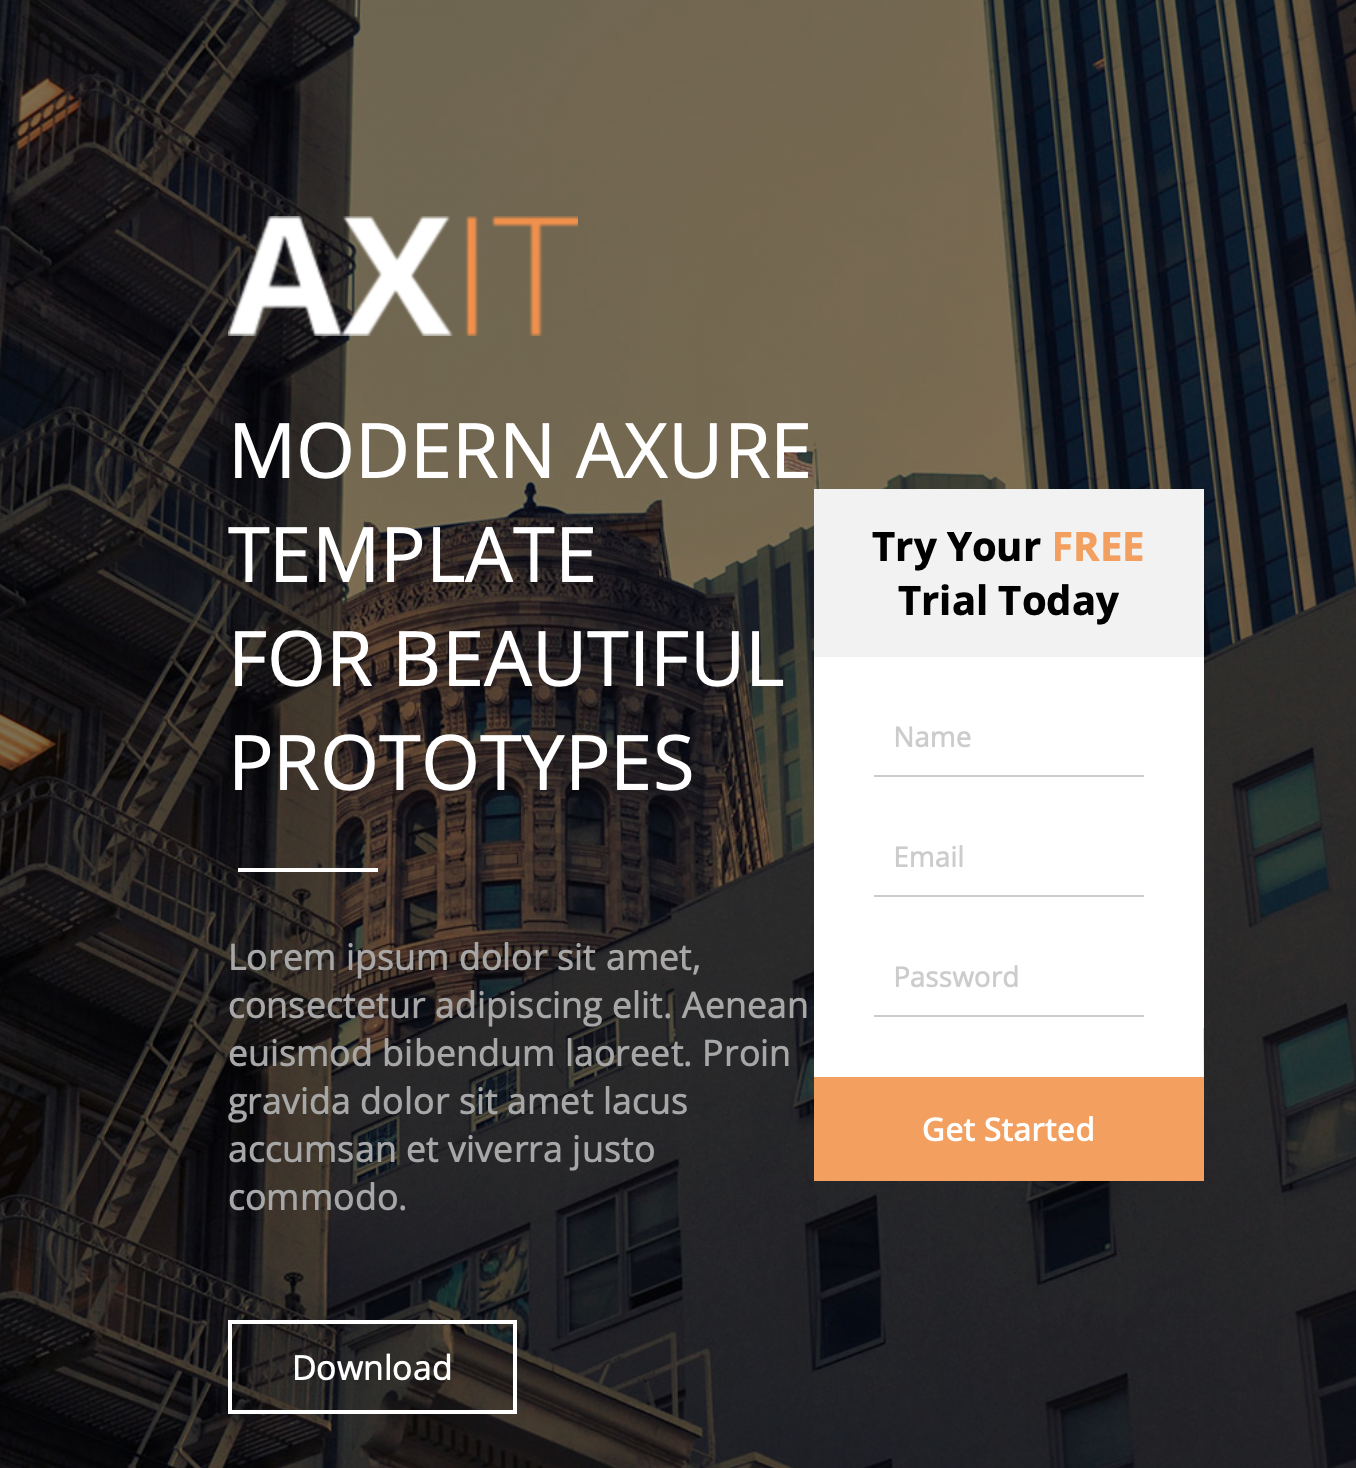 AXIT
MODERN AXURE
TEMPLATE
FOR BEAUTIFUL
PROTOTYPES
Lorem ipsum dolor sit amet,
consectetur adipiscing elit. Aenean
euismod bibendum laoreet. Proin
gravida dolor sit amet lacus
accumsan et viverra justo
commodo.
Download
Try Your FREE
Trial Today
Name
Email
Password
Get Started